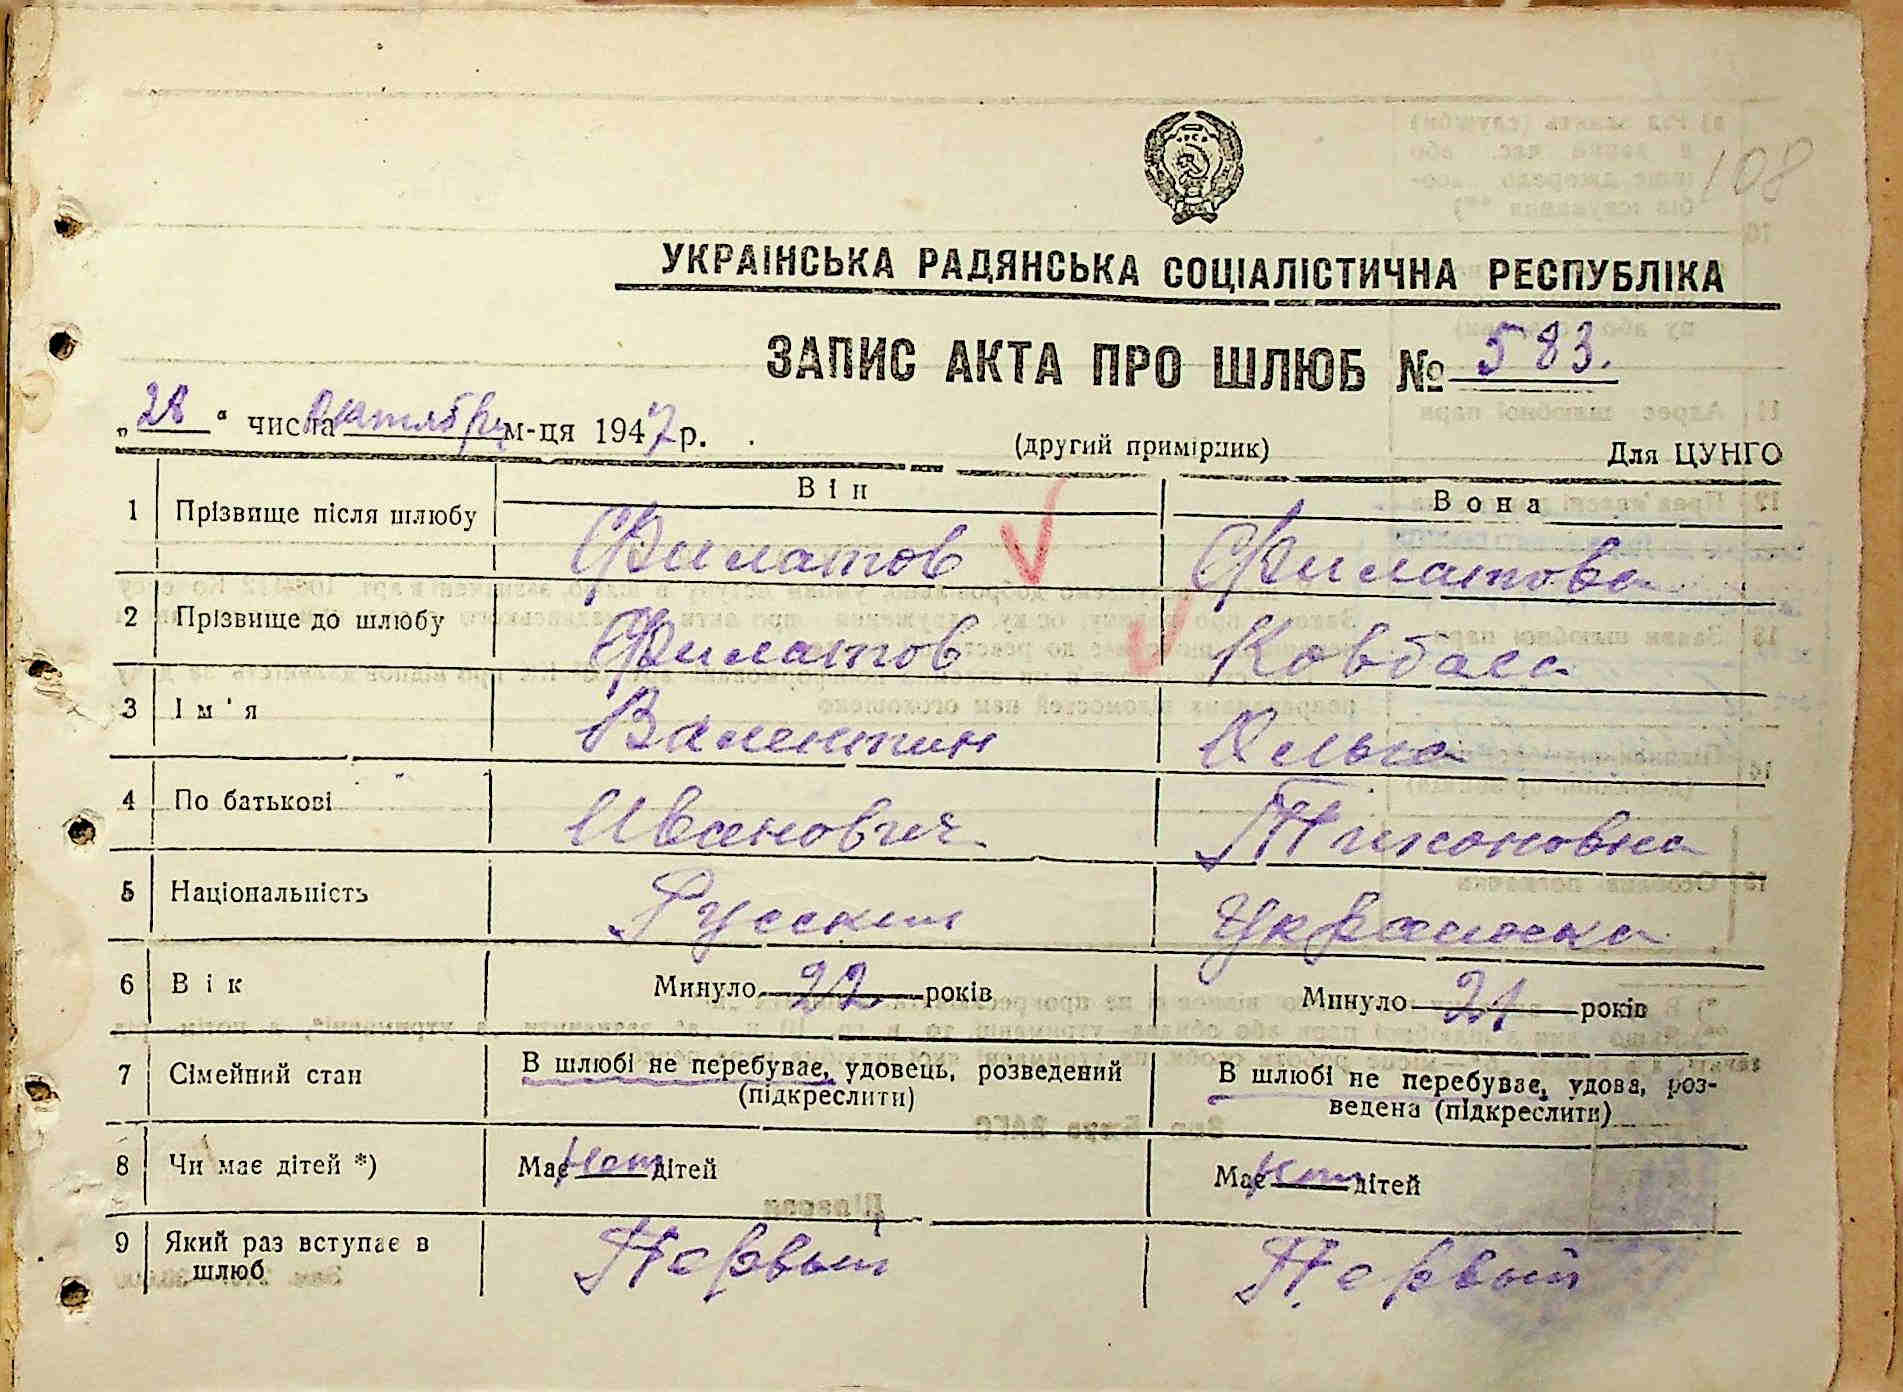 108
УКРАЇНСЬКА РАДЯНСЬКА СОЦІАЛІСТИЧНА РЕСПУБЛІКА
ЗАПИС АКТА ПРО ШЛЮБ № 583.
„28“ числа Октября м-ця 1947 р.
(другий примірник) Для ЦУНГО
Він Вона
1 Прізвище після шлюбу Филатов Филатова
2 Прізвище до шлюбу Филатов Ковбаса
3 Ім'я Валентин Ольга
4 По батькові Иванович Тихоновна
5 Національність Русский Украинка
6 Вік Минуло 22 років Минуло 21 років
7 Сімейний стан В шлюбі не перебуває, удовець, розведений В шлюбі не перебуває, удова, роз-
(підкреслити) ведена (підкреслити)
8 Чи має дітей *) Має нет дітей Має нет дітей
9 Який раз вступає в Первый Первый
шлюб